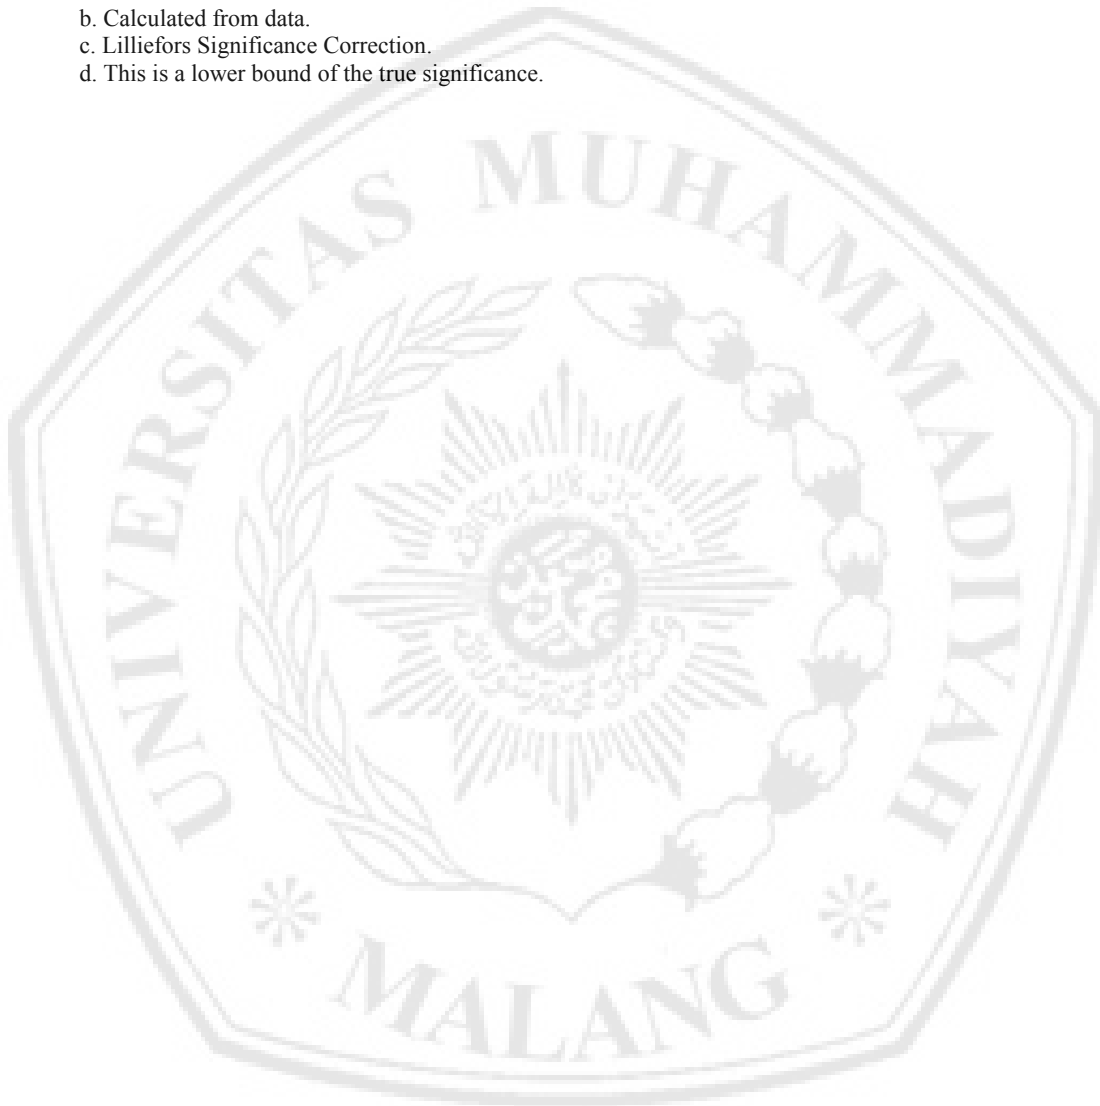 b. Calculated from data.
c. Lilliefors Significance Correction.
d. This is a lower bound of the true significance.
UNIVERSITAS MUHAMMADIYAH
MALANG